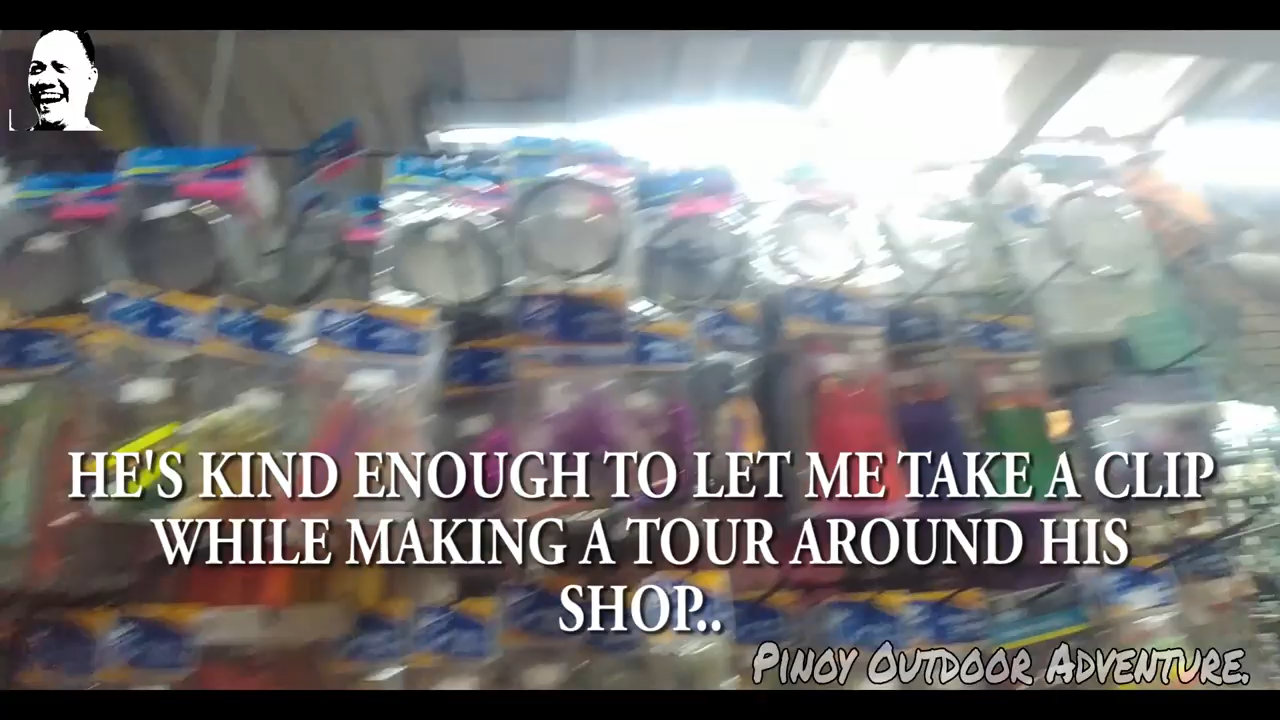 HE'S KIND ENOUGH TO LET ME TAKE A CLIP
WHILE MAKING A TOUR AROUND HIS
SHOP..
PINOY OUTDOOR ADVENTURE.